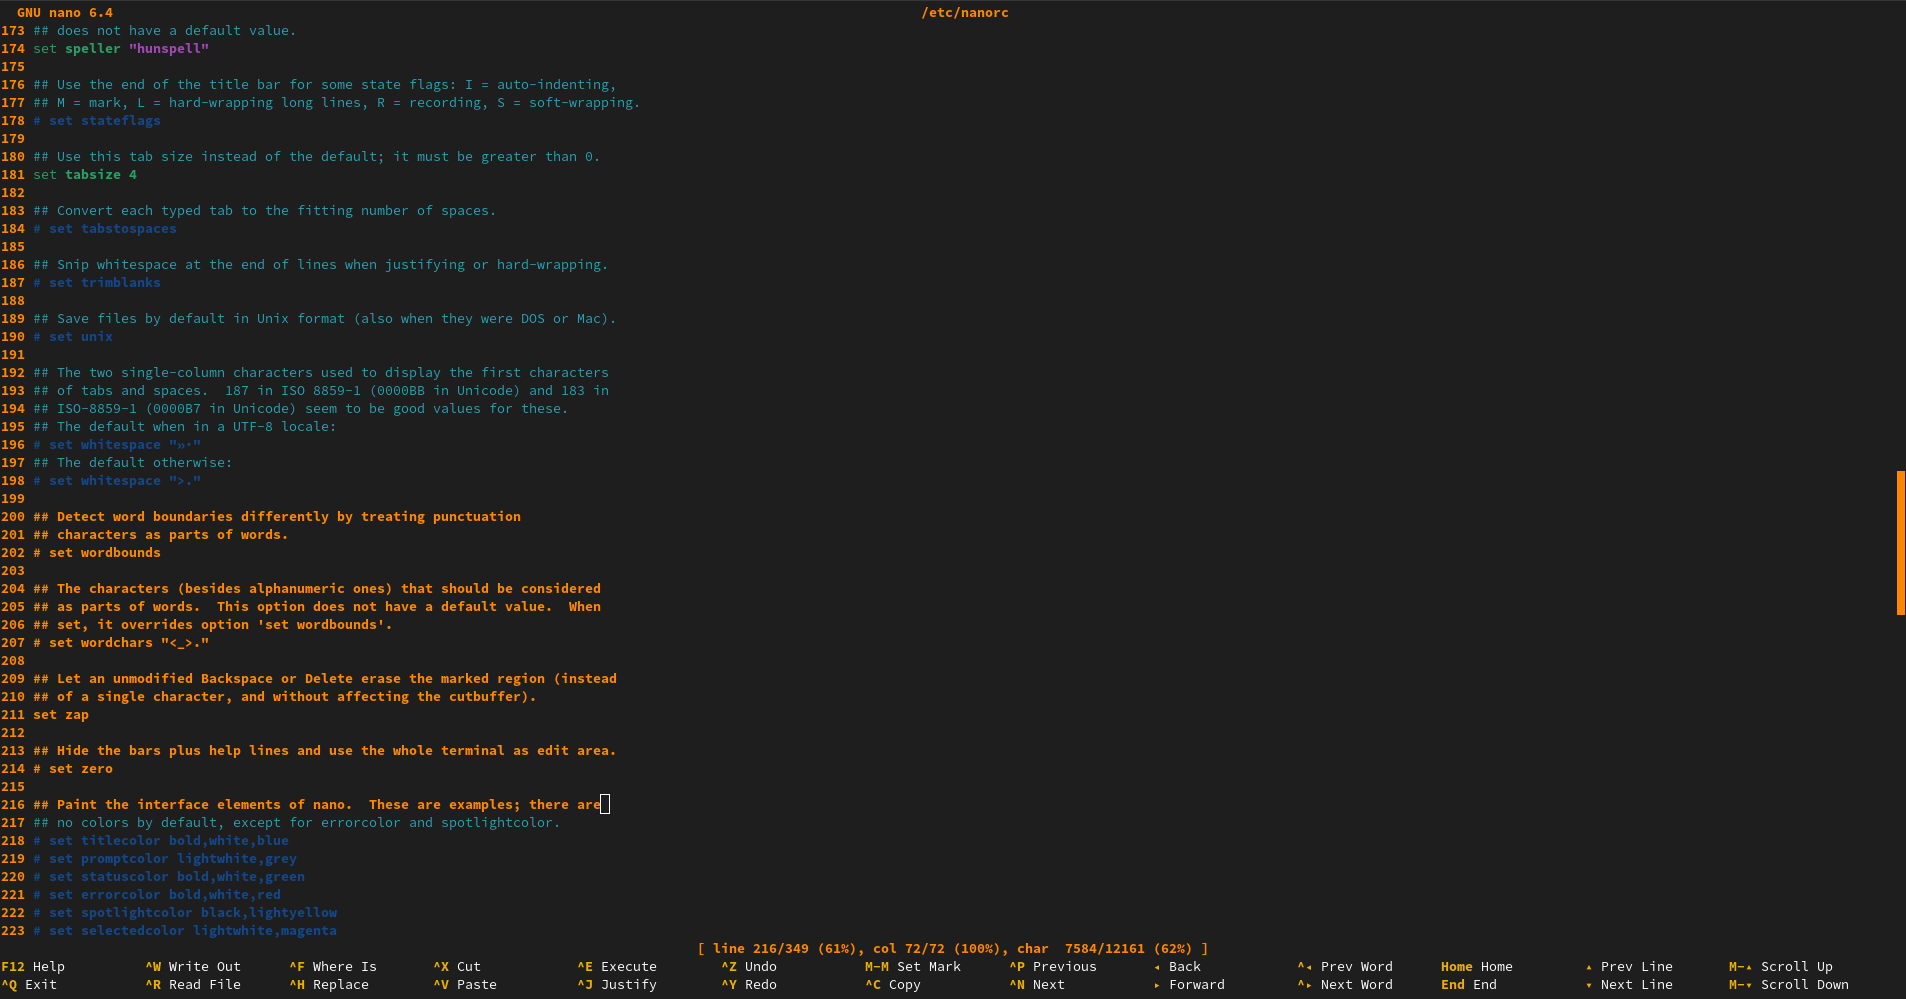 GNU nano 6.4 /etc/nanorc
173 ## does not have a default value.
174 set speller "hunspell"
175
176 ## Use the end of the title bar for some state flags: I = auto-indenting,
177 ## M = mark, L = hard-wrapping long lines, R = recording, S = soft-wrapping.
178 # set stateflags
179
180 ## Use this tab size instead of the default; it must be greater than 0.
181 set tabsize 4
182
183 ## Convert each typed tab to the fitting number of spaces.
184 # set tabstospaces
185
186 ## Snip whitespace at the end of lines when justifying or hard-wrapping.
187 # set trimblanks
188
189 ## Save files by default in Unix format (also when they were DOS or Mac).
190 # set unix
191
192 ## The two single-column characters used to display the first characters
193 ## of tabs and spaces.  187 in ISO 8859-1 (0000BB in Unicode) and 183 in
194 ## ISO-8859-1 (0000B7 in Unicode) seem to be good values for these.
195 ## The default when in a UTF-8 locale:
196 # set whitespace "»·"
197 ## The default otherwise:
198 # set whitespace ">."
199
200 ## Detect word boundaries differently by treating punctuation
201 ## characters as parts of words.
202 # set wordbounds
203
204 ## The characters (besides alphanumeric ones) that should be considered
205 ## as parts of words.  This option does not have a default value.  When
206 ## set, it overrides option 'set wordbounds'.
207 # set wordchars "<_>."
208
209 ## Let an unmodified Backspace or Delete erase the marked region (instead
210 ## of a single character, and without affecting the cutbuffer).
211 set zap
212
213 ## Hide the bars plus help lines and use the whole terminal as edit area.
214 # set zero
215
216 ## Paint the interface elements of nano.  These are examples; there are
217 ## no colors by default, except for errorcolor and spotlightcolor.
218 # set titlecolor bold,white,blue
219 # set promptcolor lightwhite,grey
220 # set statuscolor bold,white,green
221 # set errorcolor bold,white,red
222 # set spotlightcolor black,lightyellow
223 # set selectedcolor lightwhite,magenta
[ line 216/349 (61%), col 72/72 (100%), char  7584/12161 (62%) ]
F12 Help ^W Write Out ^F Where Is ^X Cut ^E Execute ^Z Undo M-M Set Mark ^P Previous ◂ Back ^◂ Prev Word Home Home ▴ Prev Line M-▴ Scroll Up
^Q Exit ^R Read File ^H Replace ^V Paste ^J Justify ^Y Redo ^C Copy ^N Next ▸ Forward ^▸ Next Word End End ▾ Next Line M-▾ Scroll Down